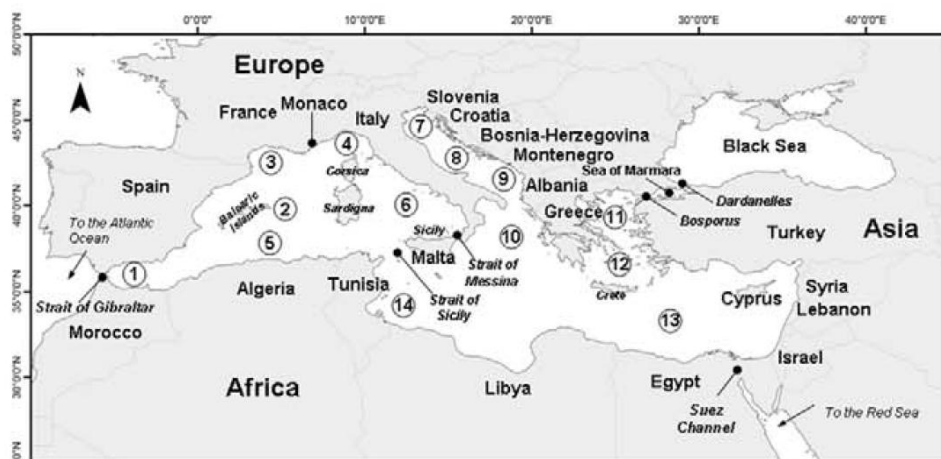 0°0'0"
10°0'0"E
20°0'0"E
30°0'0"E
40°0'0"E
50°0'0"N
45°0'0"N
40°0'0"N
35°0'0"N
30°0'0"N
0°0'0"N
N
Europe
France
Monaco
Italy
Slovenia
Croatia
Bosnia-Herzegovina
Montenegro
Albania
Greece
Black Sea
Sea of Marmara
Dardanelles
Bosporus
Asia
Turkey
Spain
Corsica
Sardigna
Balearic
Islands
To the Atlantic
Ocean
Strait of Gibraltar
Morocco
Algeria
Tunisia
Sicily
Malta
Strait of
Messina
Strait of
Sicily
Crete
Cyprus
Syria
Lebanon
Israel
Africa
Libya
Egypt
Suez
Channel
To the Red Sea
1
2
3
4
5
6
7
8
9
10
11
12
13
14